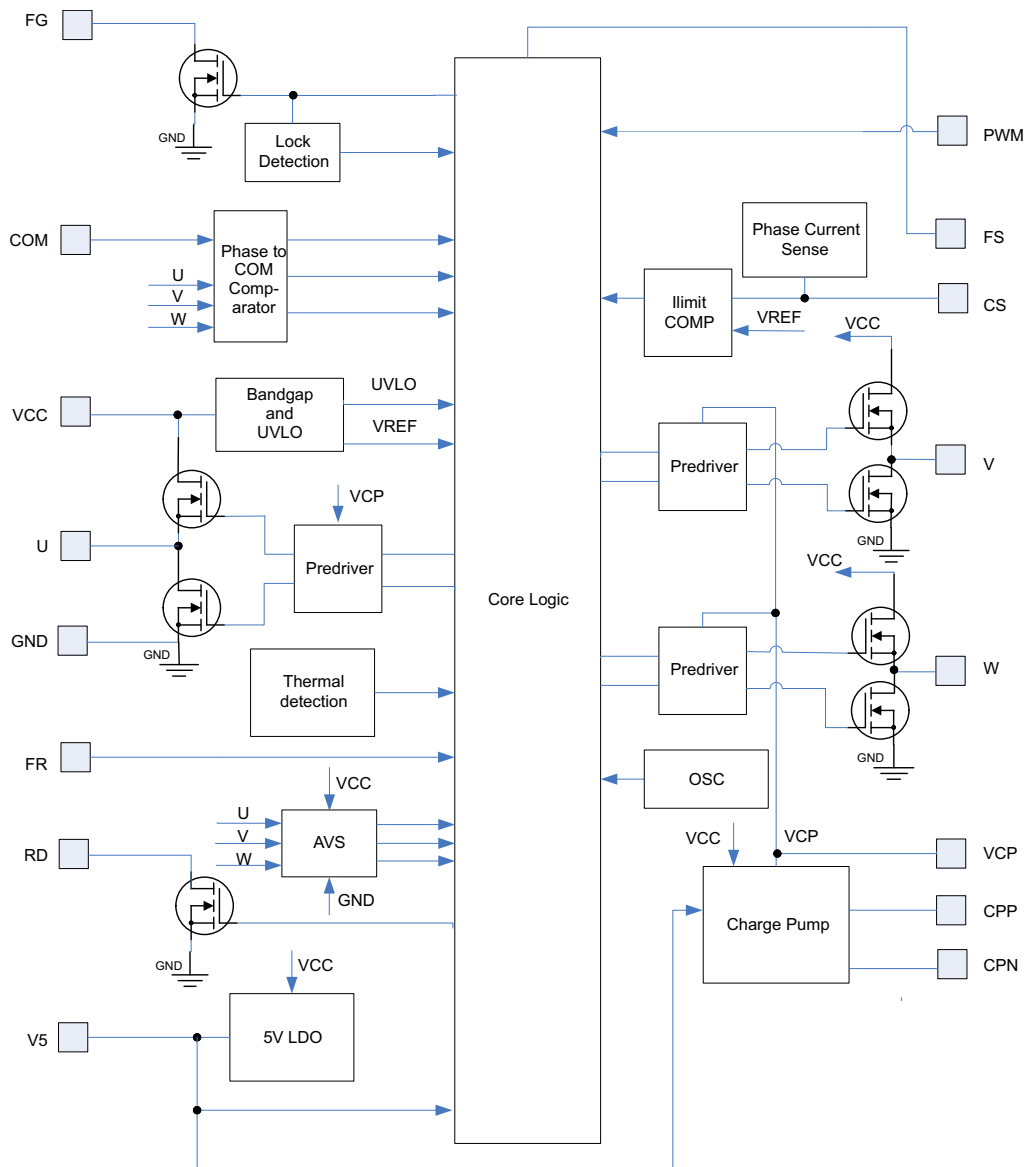 FG
GND
Lock
Detection
COM
U
V
W
Phase to
COM
Comp-
arator
VCC
Bandgap
and
UVLO
UVLO
VREF
VCP
U
Predriver
GND
GND
Thermal
detection
FR
VCC
U
V
W
AVS
GND
RD
GND
VCC
V5
5V LDO
Core Logic
PWM
Phase Current
Sense
FS
Ilimit
COMP
CS
VREF
VCC
Predriver
V
GND
VCC
Predriver
W
GND
OSC
VCC
VCP
VCP
Charge Pump
CPP
CPN